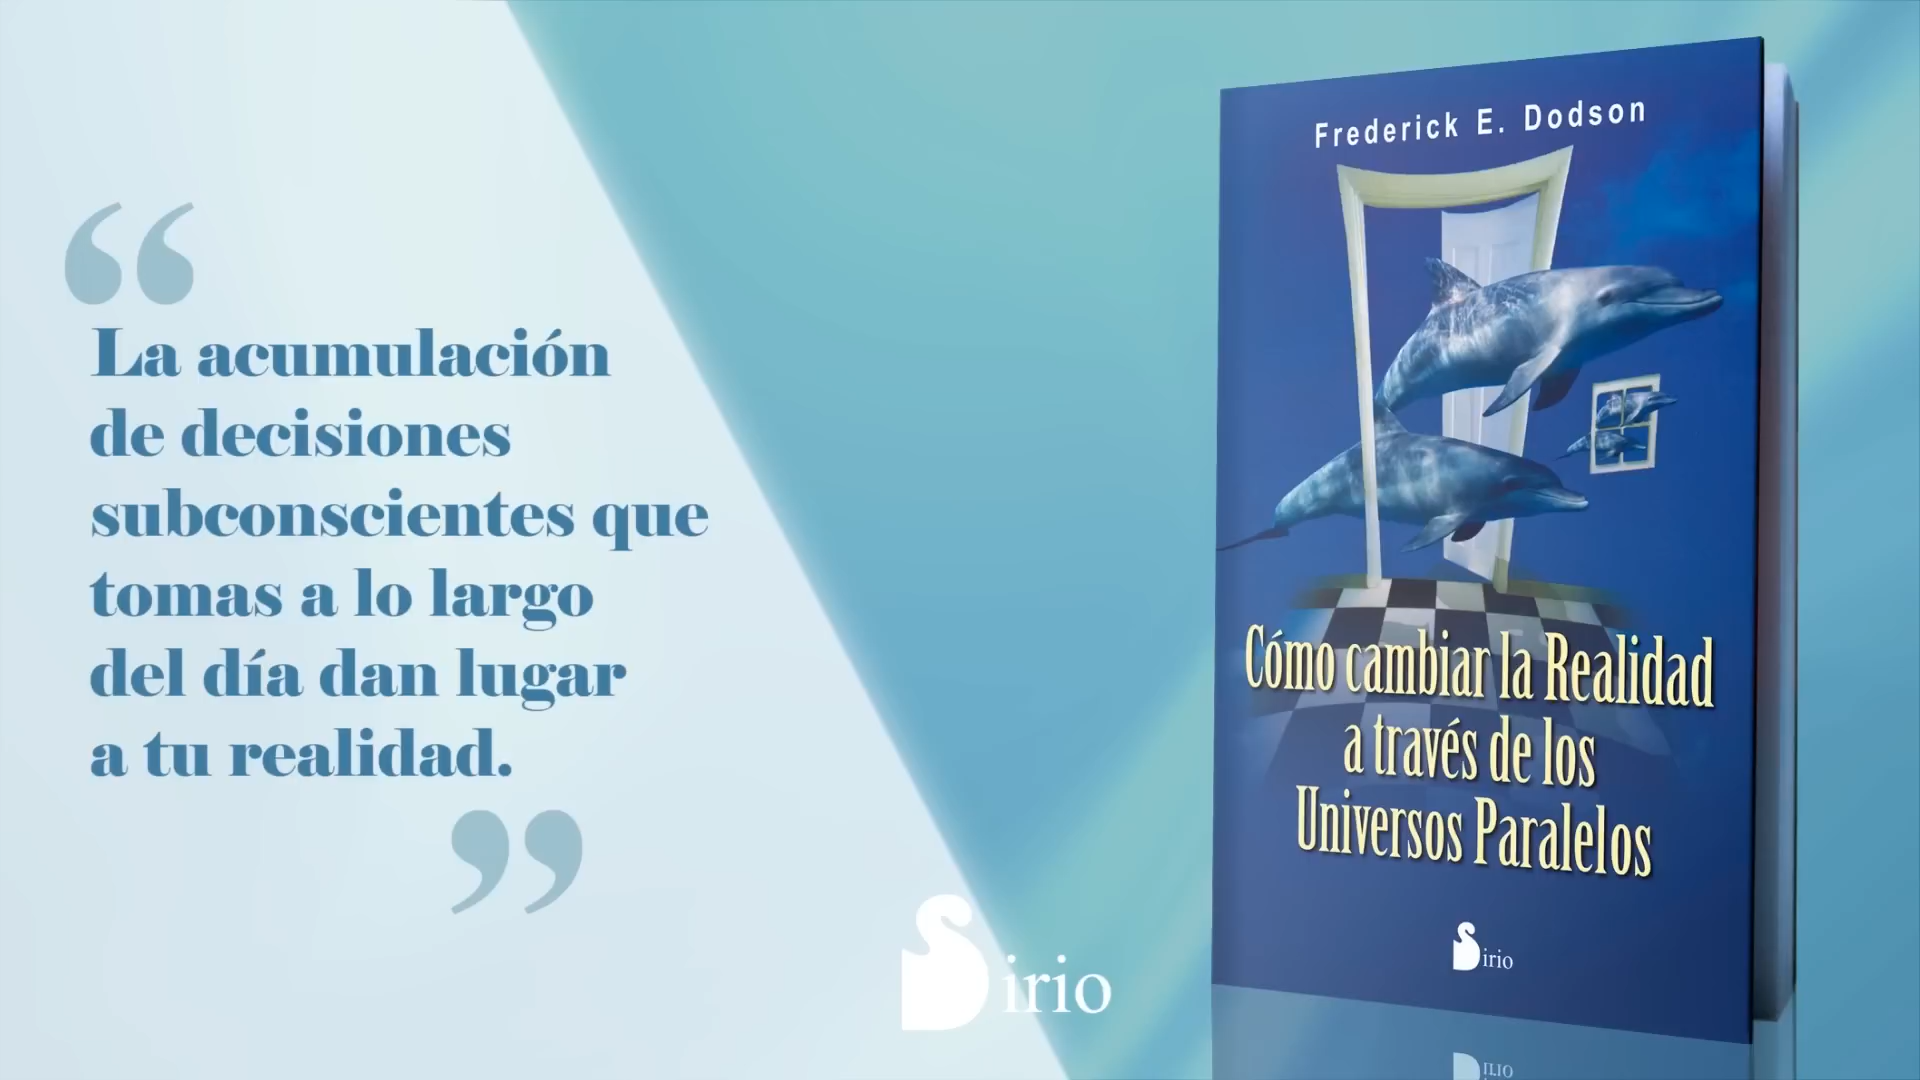 “
La acumulación
de decisiones
subconscientes que
tomas a lo largo
del día dan lugar
a tu realidad.
”
Sirio
Frederick E. Dodson
Cómo cambiar la Realidad
a través de los
Universos Paralelos
Sirio